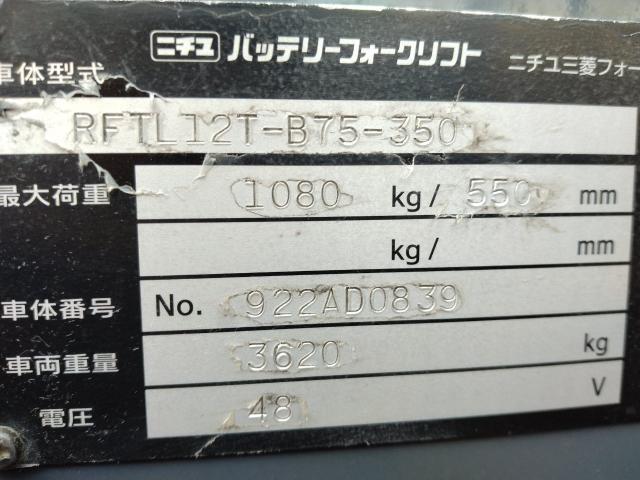 ニチユ バッテリーフォークリフト ニチユ三菱フォー
車体型式
RFTL12T-B75-350
最大荷重 1080 kg/ 550 mm
kg/ mm
車体番号 No. 922AD0839
車両重量 3620 kg
電圧 48 V